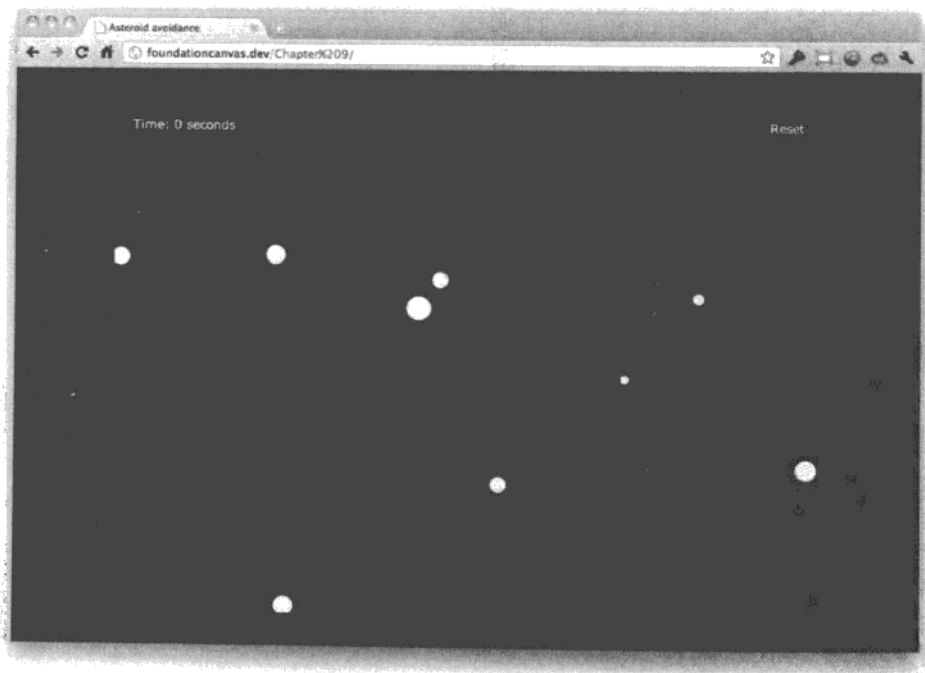 Asteroid avoidance
foundationcanvas.dev/Chapter%209/
Time: 0 seconds
Reset